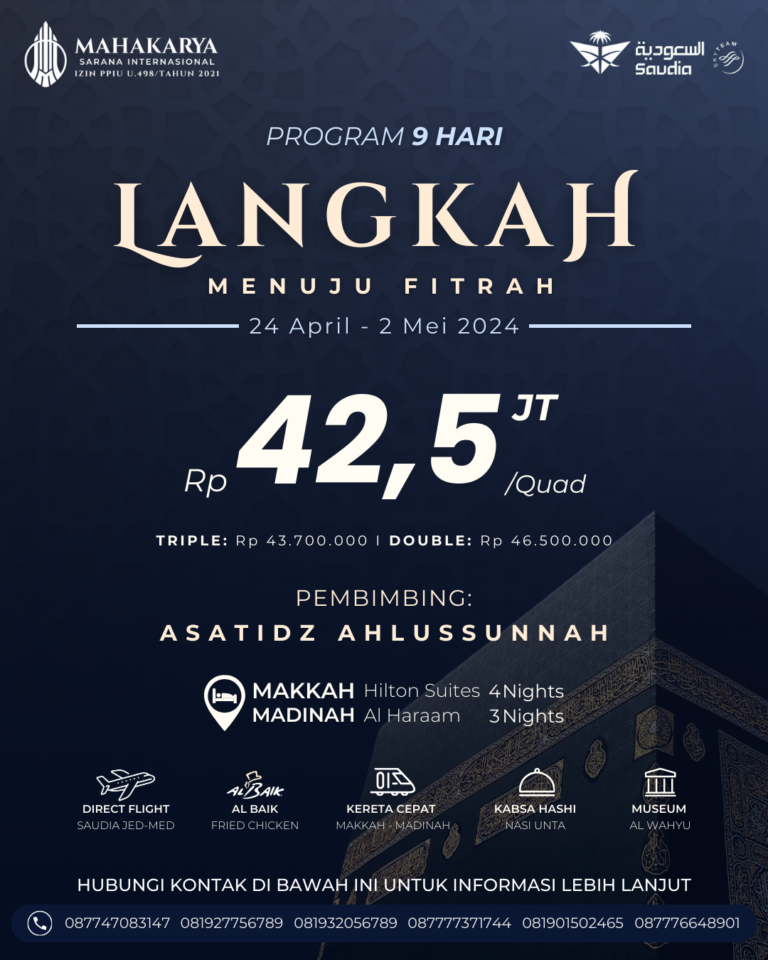 MAHAKARYA
SARANA INTERNASIONAL
IZIN PPIU U.498/TAHUN 2021
السعودية
Saudia
SKYTEAM
PROGRAM 9 HARI
LANGKAH
MENUJU FITRAH
24 April - 2 Mei 2024
Rp 42,5 JT /Quad
TRIPLE: Rp 43.700.000 I DOUBLE: Rp 46.500.000
PEMBIMBING:
ASATIDZ AHLUSSUNNAH
MAKKAH Hilton Suites 4 Nights
MADINAH Al Haraam 3 Nights
AL BAIK
DIRECT FLIGHT
SAUDIA JED-MED
AL BAIK
FRIED CHICKEN
KERETA CEPAT
MAKKAH - MADINAH
KABSA HASHI
NASI UNTA
MUSEUM
AL WAHYU
HUBUNGI KONTAK DI BAWAH INI UNTUK INFORMASI LEBIH LANJUT
087747083147 081927756789 081932056789 087777371744 081901502465 087776648901